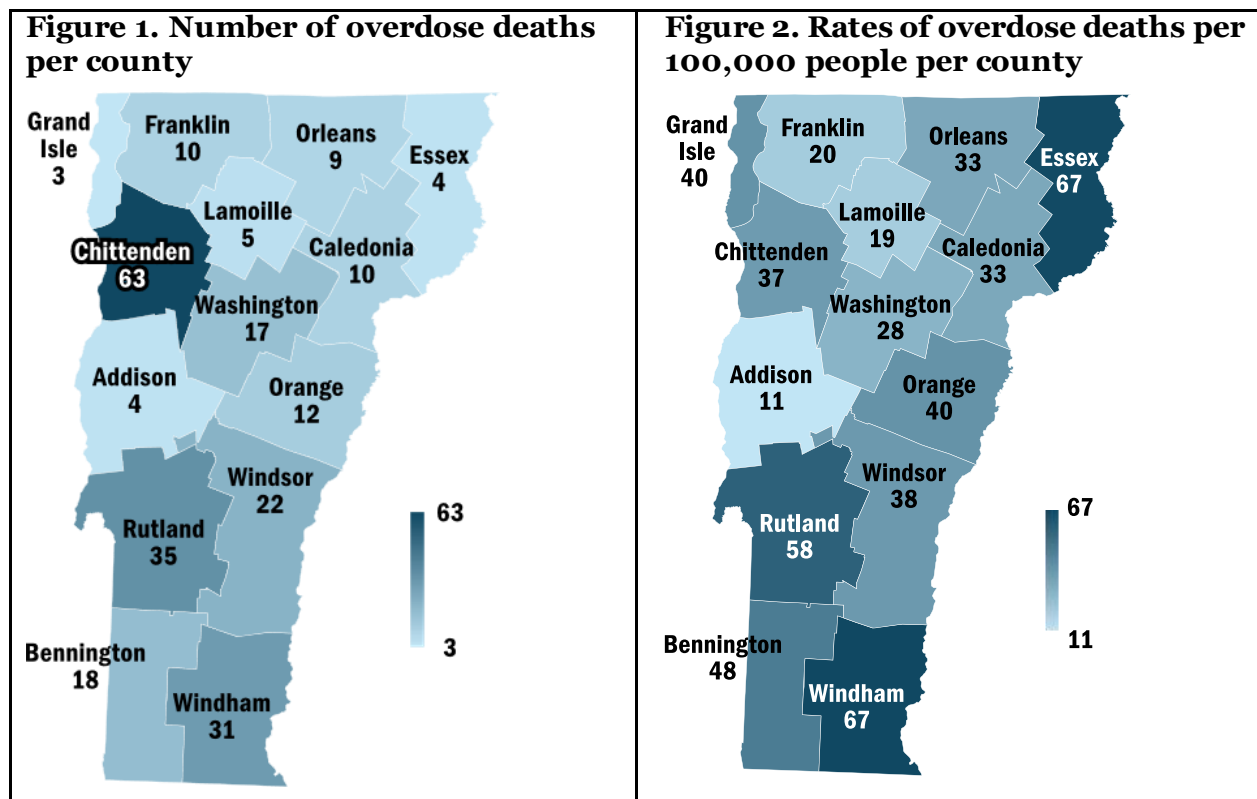 Figure 1. Number of overdose deaths
per county
Grand
Isle
3
Franklin
10
Orleans
9
Essex
4
Lamoille
5
Chittenden
63
Caledonia
10
Washington
17
Addison
4
Orange
12
Windsor
22
Rutland
35
63
3
Bennington
18
Windham
31
Figure 2. Rates of overdose deaths per
100,000 people per county
Grand
Isle
40
Franklin
20
Orleans
33
Essex
67
Lamoille
19
Chittenden
37
Caledonia
33
Washington
28
Addison
11
Orange
40
Windsor
38
Rutland
58
67
11
Bennington
48
Windham
67